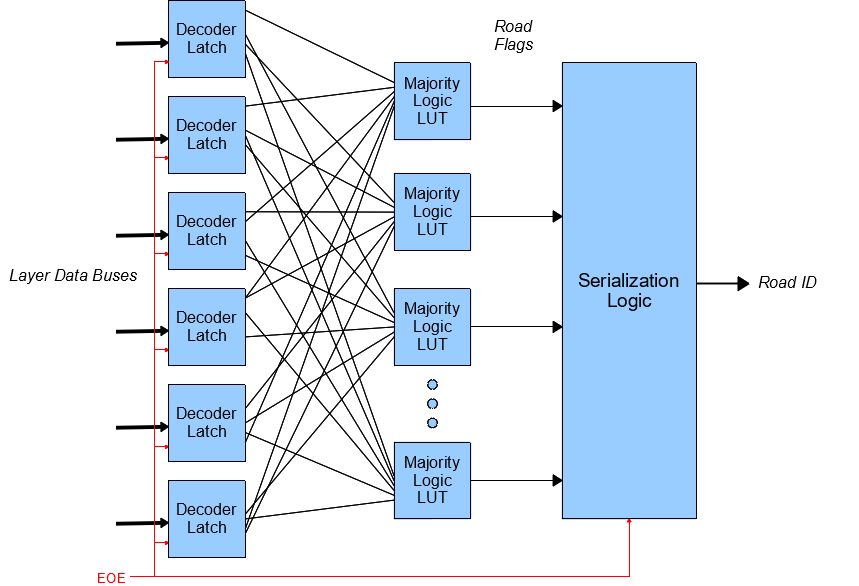 Road
Flags
Decoder
Latch
Decoder
Latch
Decoder
Latch
Layer Data Buses
Decoder
Latch
Decoder
Latch
Decoder
Latch
EOE
Majority
Logic
LUT
Majority
Logic
LUT
Majority
Logic
LUT
Majority
Logic
LUT
Serialization
Logic
Road ID